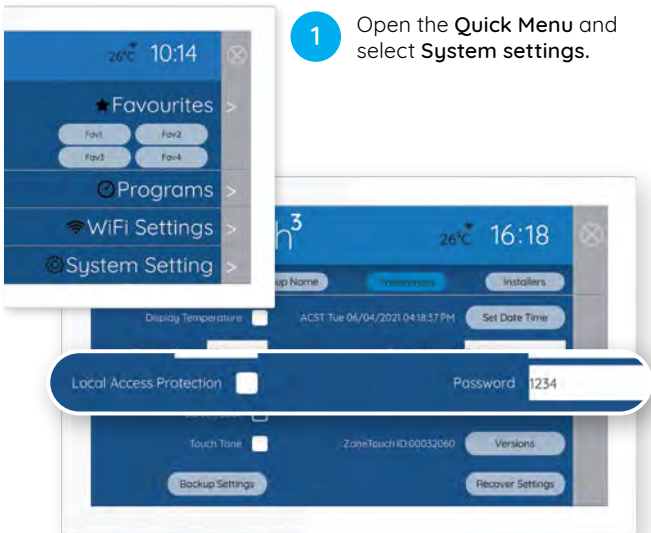 1
Open the Quick Menu and
select System settings.
26°C 10:14
Favourites >
Fav1 Fav2
Fav3 Fav4
Programs >
WiFi Settings >
System Setting >
h3
26°C 16:18
up Name Preferences Installers
Display Temperature ACST Tue 06/04/2021 04:18:37 PM Set Date Time
Local Access Protection Password 1234
Touch Tone ZoneTouch ID:00032060 Versions
Backup Settings Recover Settings